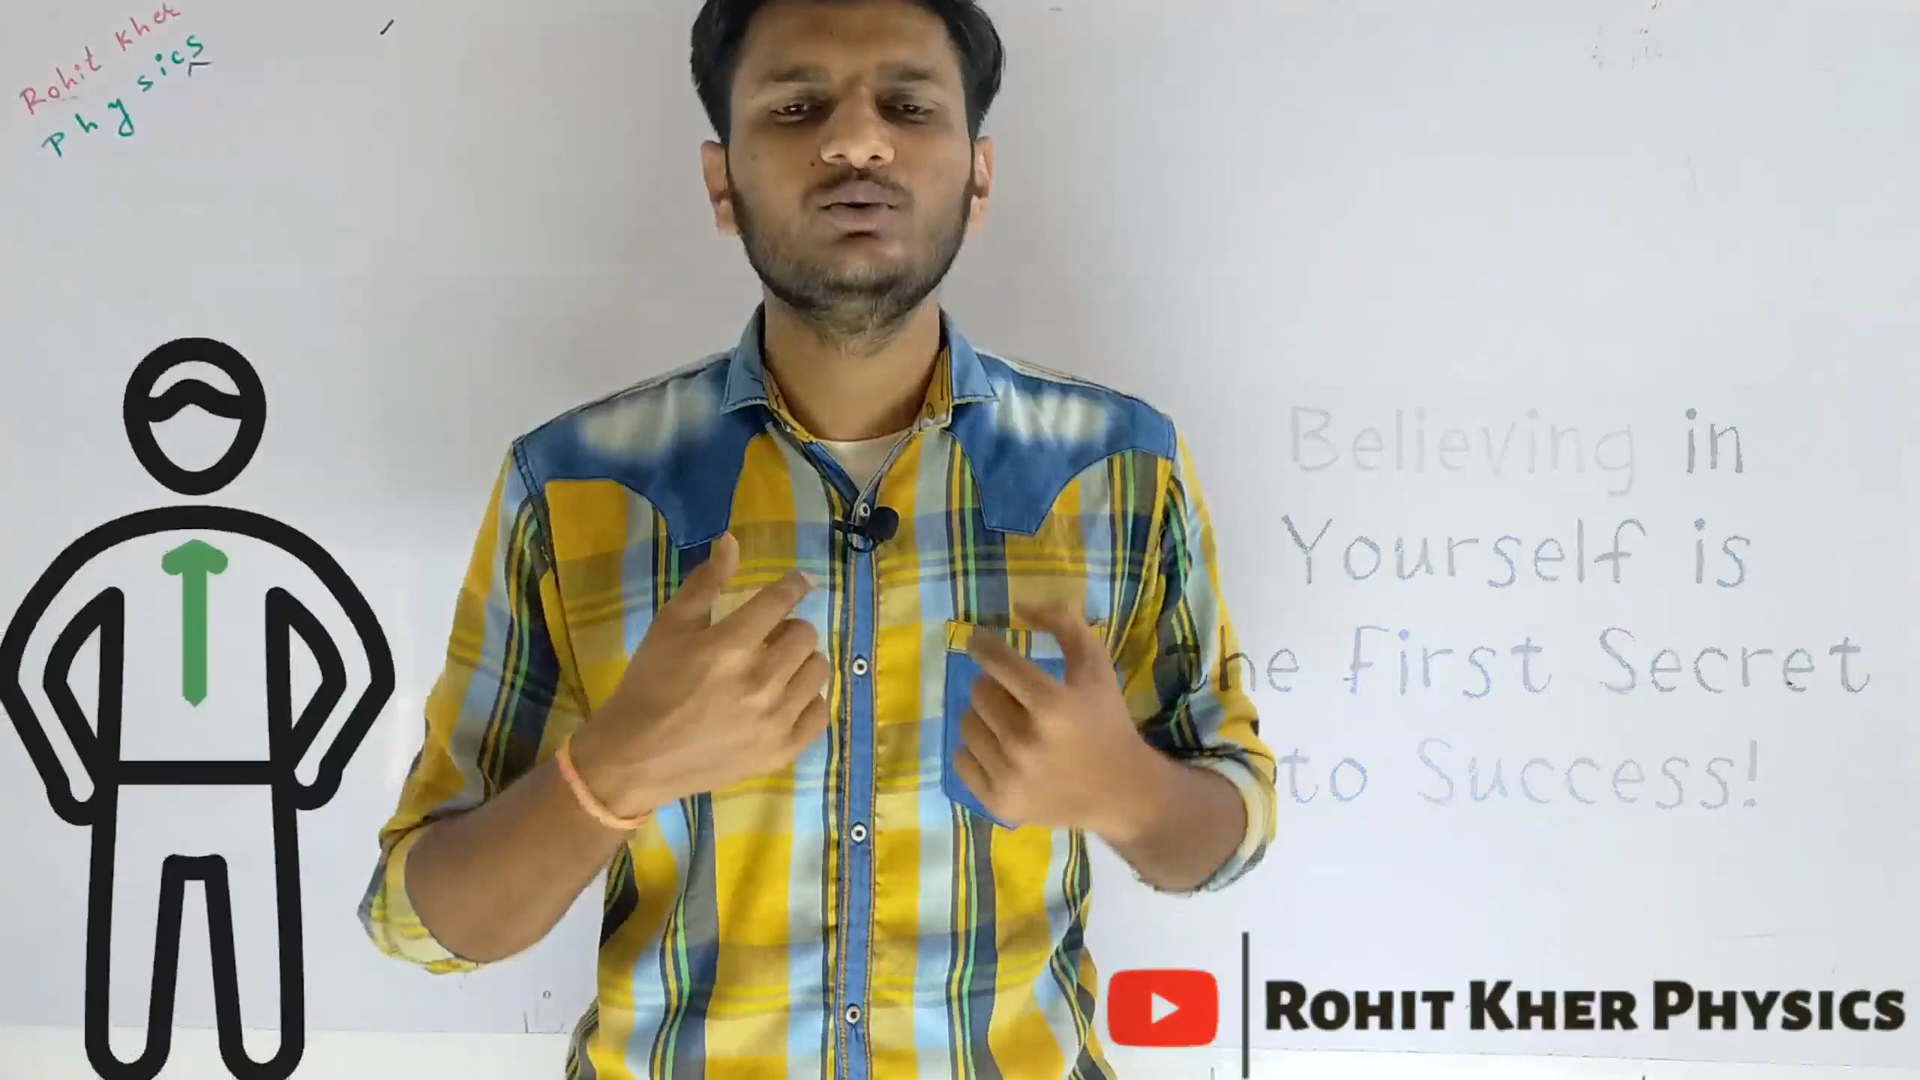 Rohit Kher
Physics
Believing in
Yourself is
the First Secret
to Success!
ROHIT KHER PHYSICS